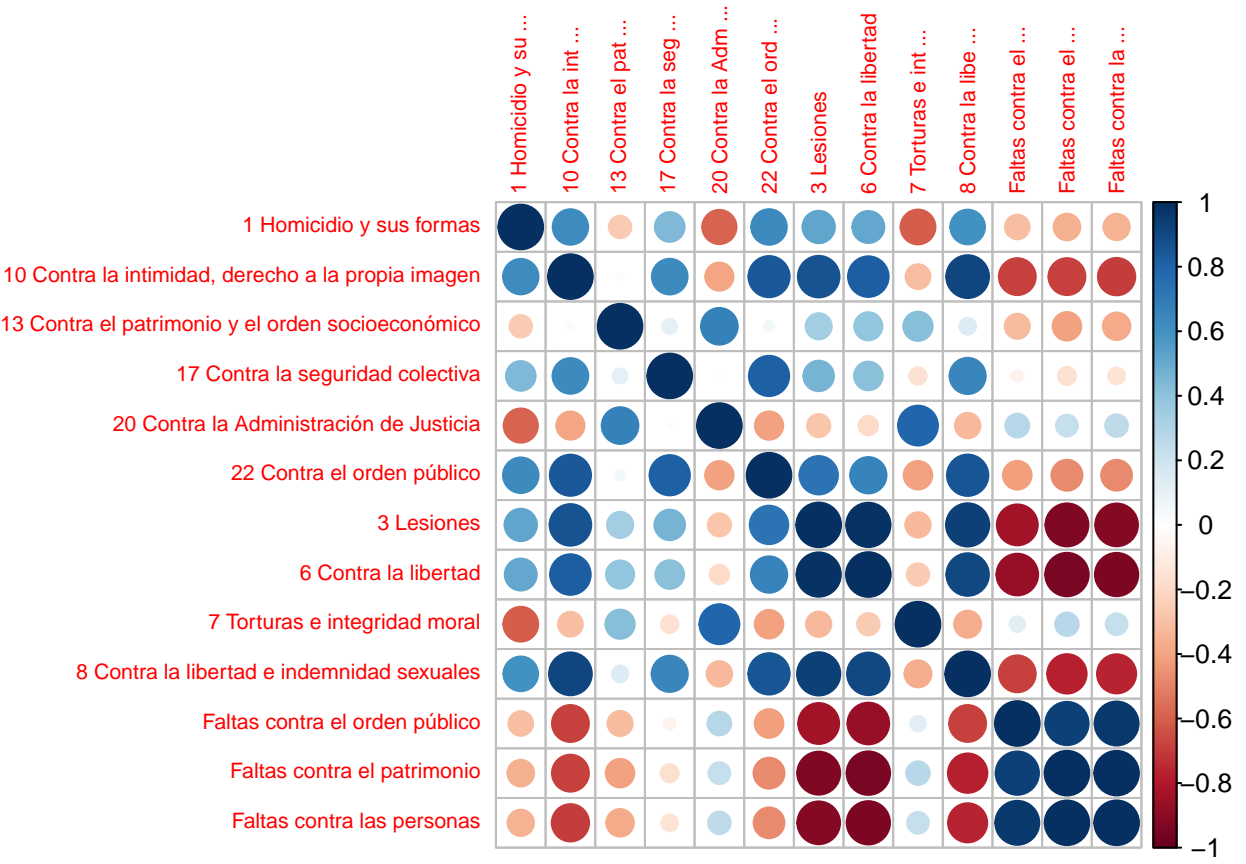 1 Homicidio y su ...
10 Contra la int ...
13 Contra el pat ...
17 Contra la seg ...
20 Contra la Adm ...
22 Contra el ord ...
3 Lesiones
6 Contra la libertad
7 Torturas e int ...
8 Contra la libe ...
Faltas contra el ...
Faltas contra el ...
Faltas contra la ...
1 Homicidio y sus formas
10 Contra la intimidad, derecho a la propia imagen
13 Contra el patrimonio y el orden socioeconómico
17 Contra la seguridad colectiva
20 Contra la Administración de Justicia
22 Contra el orden público
3 Lesiones
6 Contra la libertad
7 Torturas e integridad moral
8 Contra la libertad e indemnidad sexuales
Faltas contra el orden público
Faltas contra el patrimonio
Faltas contra las personas
1
0.8
0.6
0.4
0.2
0
−0.2
−0.4
−0.6
−0.8
−1